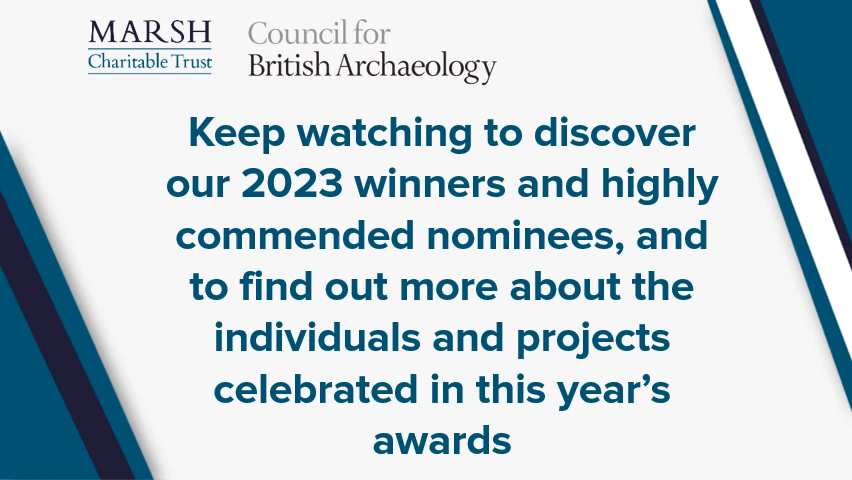 MARSH
Charitable Trust
Council for
British Archaeology
Keep watching to discover
our 2023 winners and highly
commended nominees, and
to find out more about the
individuals and projects
celebrated in this year’s
awards